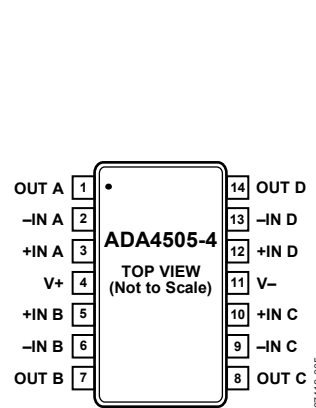 OUT A 1 14 OUT D
–IN A 2 13 –IN D
+IN A 3 12 +IN D
ADA4505-4
TOP VIEW
(Not to Scale)
V+ 4 11 V–
+IN B 5 10 +IN C
–IN B 6 9 –IN C
OUT B 7 8 OUT C